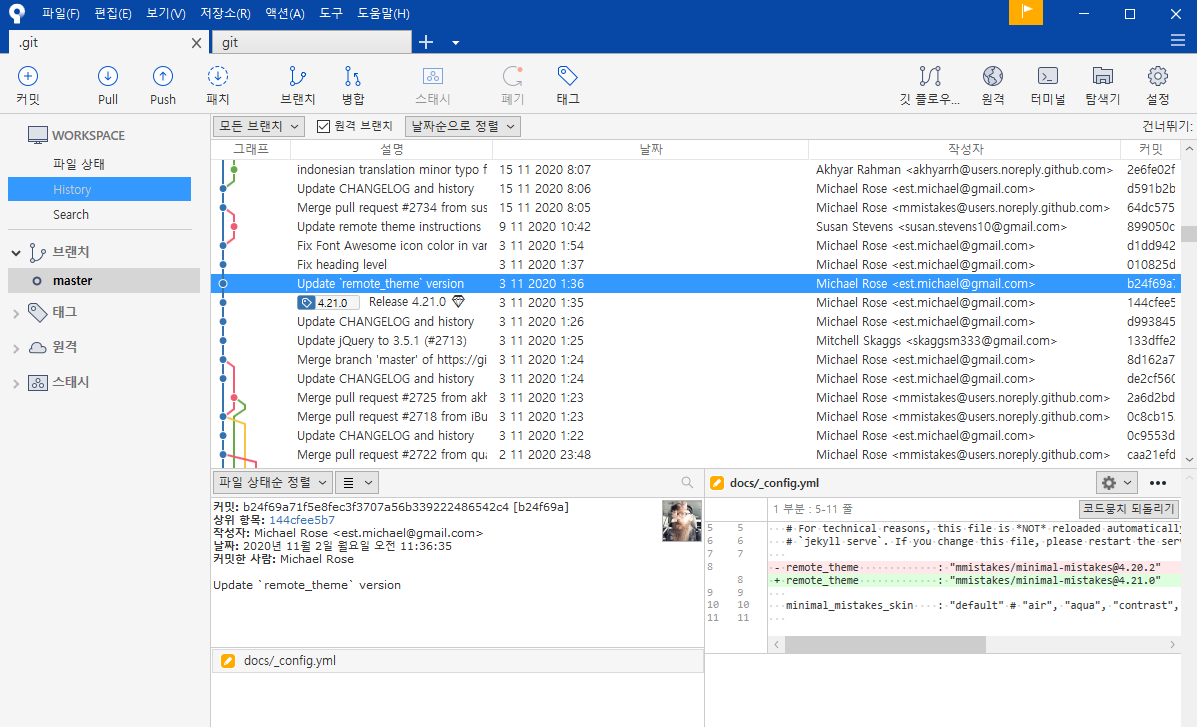 파일(F) 편집(E) 보기(V) 저장소(R) 액션(A) 도구 도움말(H)
.git
git
커밋 Pull Push 패치 브랜치 병합 스태시 폐기 태그 깃 플로우... 원격 터미널 탐색기 설정
WORKSPACE
파일 상태
History
Search
브랜치
master
태그
원격
스태시
모든 브랜치 원격 브랜치 날짜순으로 정렬 건너뛰기:
그래프 설명 날짜 작성자 커밋
indonesian translation minor typo f 15 11 2020 8:07 Akhyar Rahman <akhyarrh@users.noreply.github.com> 2e6fe02f
Update CHANGELOG and history 15 11 2020 8:06 Michael Rose <est.michael@gmail.com> d591b2b
Merge pull request #2734 from sus 15 11 2020 8:05 Michael Rose <mmistakes@users.noreply.github.com> 64dc575
Update remote theme instructions 9 11 2020 10:42 Susan Stevens <susan.stevens10@gmail.com> 899050c
Fix Font Awesome icon color in var 3 11 2020 1:54 Michael Rose <est.michael@gmail.com> d1dd942
Fix heading level 3 11 2020 1:37 Michael Rose <est.michael@gmail.com> 010825d
Update `remote_theme` version 3 11 2020 1:36 Michael Rose <est.michael@gmail.com> b24f69a
4.21.0 Release 4.21.0 3 11 2020 1:35 Michael Rose <est.michael@gmail.com> 144cfee5
Update CHANGELOG and history 3 11 2020 1:26 Michael Rose <est.michael@gmail.com> d993845
Update jQuery to 3.5.1 (#2713) 3 11 2020 1:25 Mitchell Skaggs <skaggsm333@gmail.com> 133dffe2
Merge branch 'master' of https://gi 3 11 2020 1:24 Michael Rose <est.michael@gmail.com> 8d162a7
Update CHANGELOG and history 3 11 2020 1:24 Michael Rose <est.michael@gmail.com> de2cf560
Merge pull request #2725 from akh 3 11 2020 1:23 Michael Rose <mmistakes@users.noreply.github.com> 2a6d2bd
Merge pull request #2718 from iBu 3 11 2020 1:23 Michael Rose <mmistakes@users.noreply.github.com> 0c8cb15
Update CHANGELOG and history 3 11 2020 1:22 Michael Rose <est.michael@gmail.com> 0c9553d
Merge pull request #2722 from qua 2 11 2020 23:48 Michael Rose <mmistakes@users.noreply.github.com> caa21efd
파일 상태순 정렬
커밋: b24f69a71f5e8fec3f3707a56b339222486542c4 [b24f69a]
상위 항목: 144cfee5b7
작성자: Michael Rose <est.michael@gmail.com>
날짜: 2020년 11월 2일 월요일 오전 11:36:35
커밋한 사람: Michael Rose
Update `remote_theme` version
docs/_config.yml
docs/_config.yml
1 부분 : 5-11 줄 코드뭉치 되돌리기
5 5 # For technical reasons, this file is *NOT* reloaded automatically
6 6 # `jekyll serve`. If you change this file, please restart the ser
7 7
8 - remote_theme : "mmistakes/minimal-mistakes@4.20.2"
8 + remote_theme : "mmistakes/minimal-mistakes@4.21.0"
9 9
10 10 minimal_mistakes_skin : "default" # "air", "aqua", "contrast",
11 11